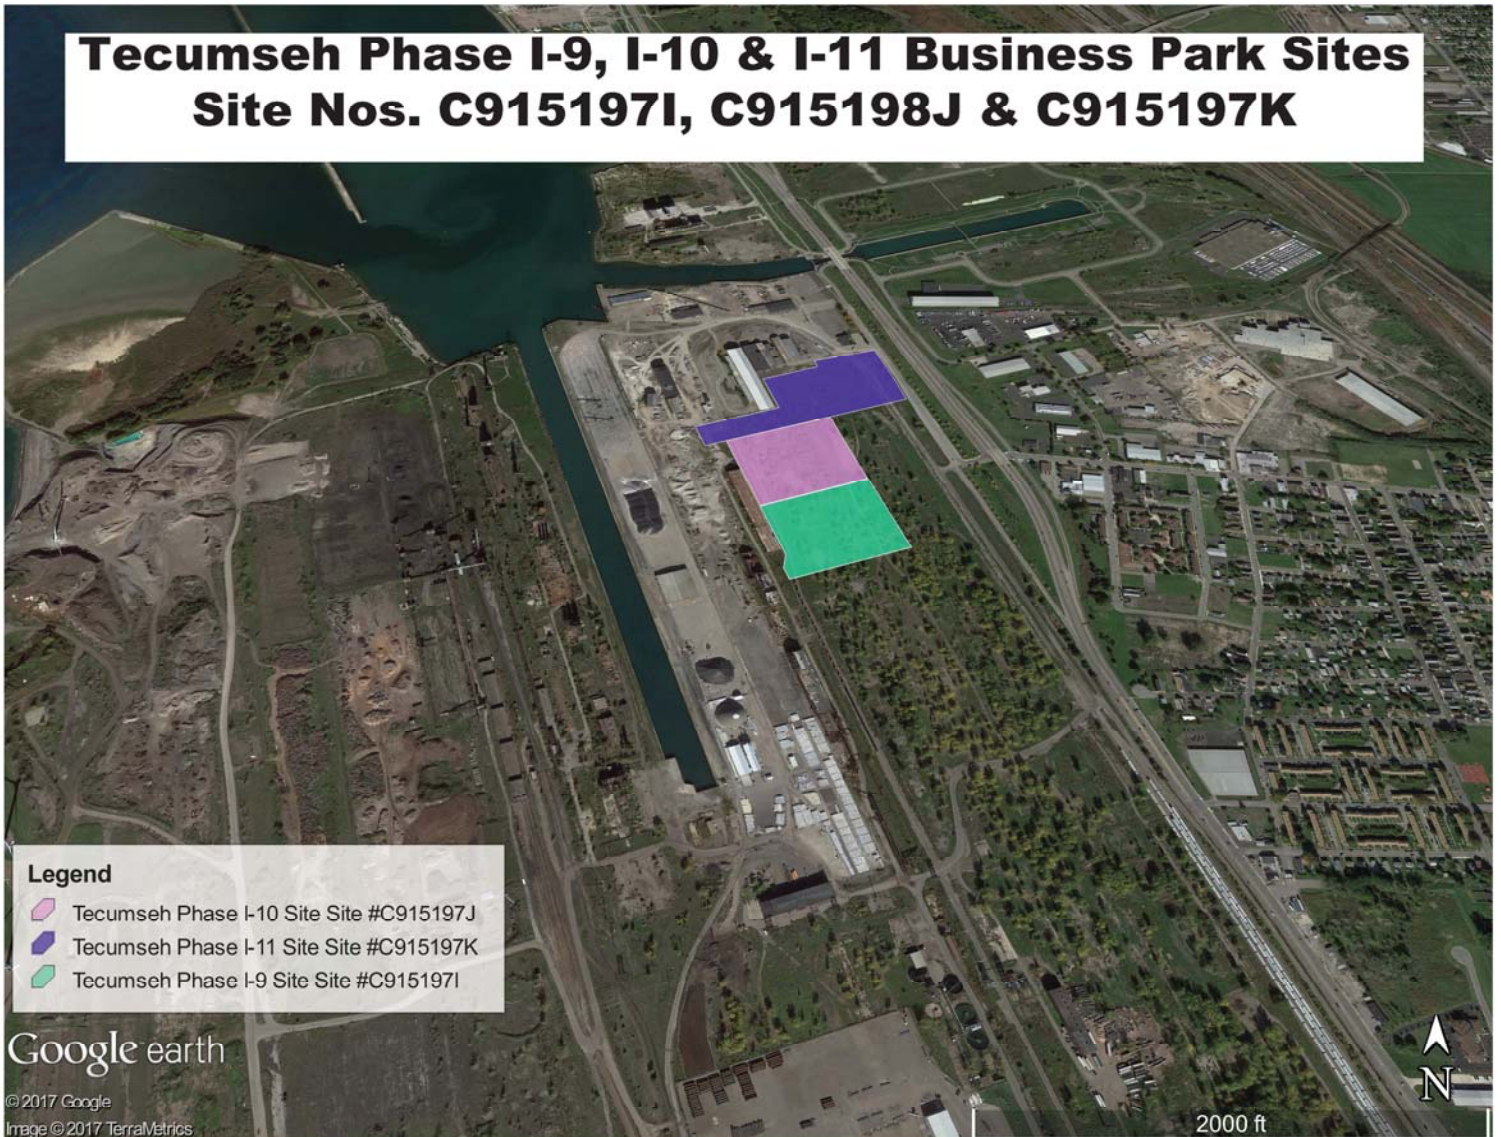 Tecumseh Phase I-9, I-10 & I-11 Business Park Sites
Site Nos. C915197I, C915198J & C915197K
Legend
Tecumseh Phase I-10 Site Site #C915197J
Tecumseh Phase I-11 Site Site #C915197K
Tecumseh Phase I-9 Site Site #C915197I
Google earth
© 2017 Google
Image © 2017 TerraMetrics
N
2000 ft